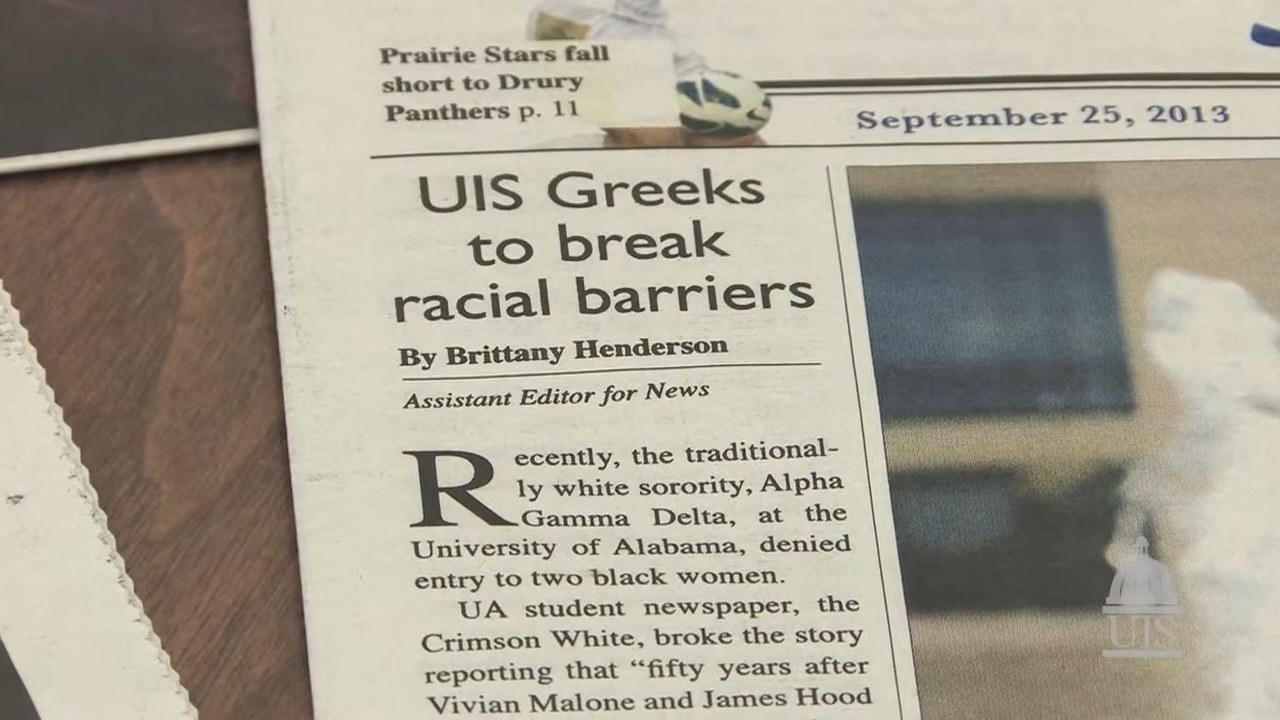 Prairie Stars fall
short to Drury
Panthers p. 11
September 25, 2013
UIS Greeks
to break
racial barriers
By Brittany Henderson
Assistant Editor for News
Recently, the traditional-
ly white sorority, Alpha
Gamma Delta, at the
University of Alabama, denied
entry to two black women.
UA student newspaper, the
Crimson White, broke the story
reporting that “fifty years after
Vivian Malone and James Hood
UIS